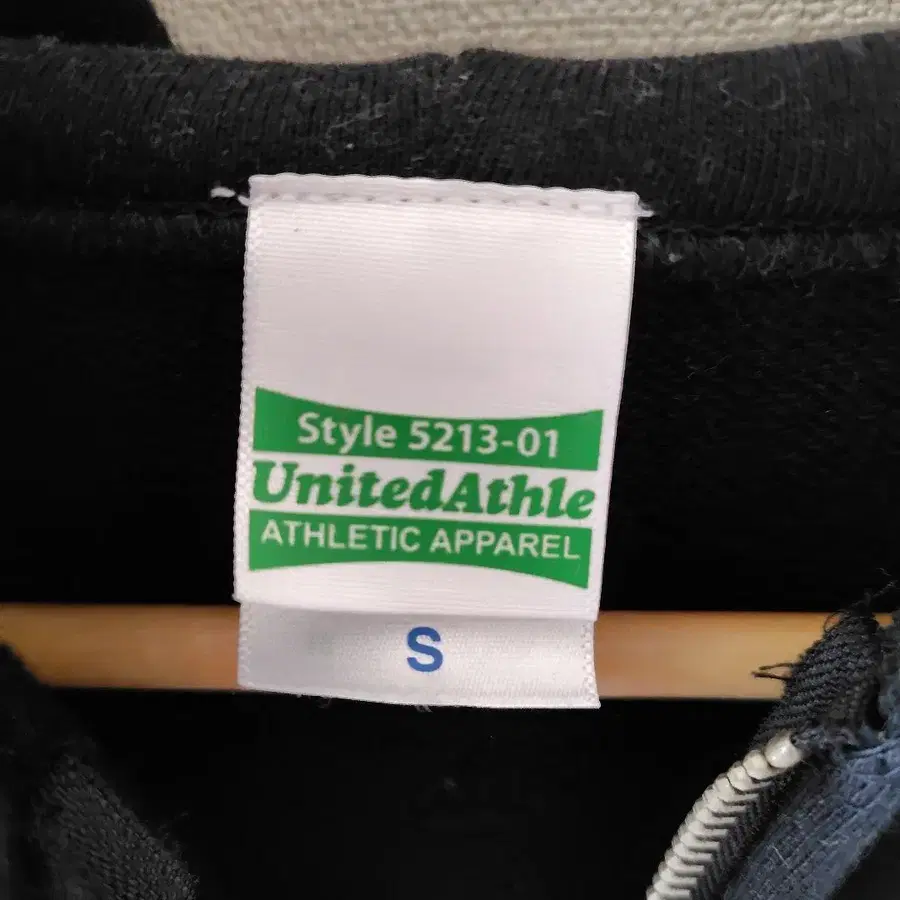 Style 5213-01
UnitedAthle
ATHLETIC APPAREL
S